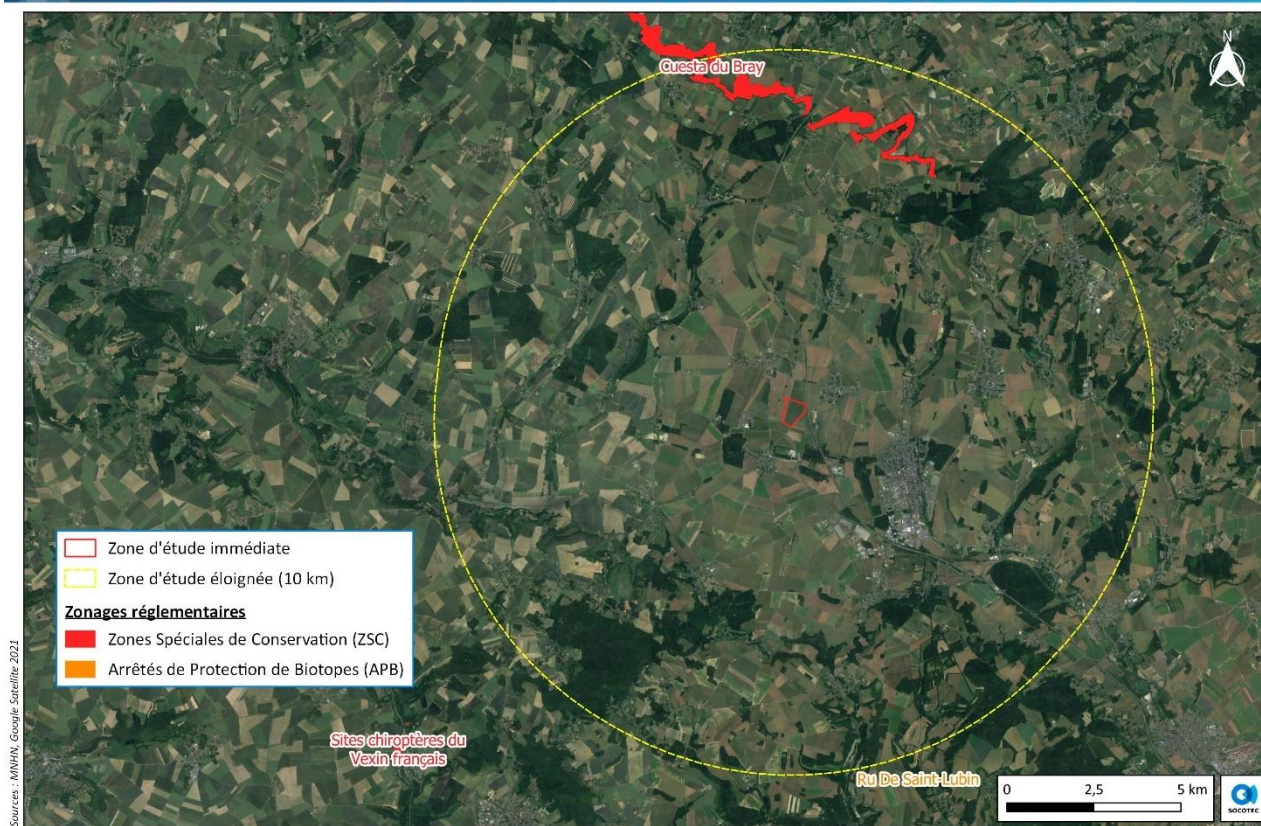 Cuesta du Bray
N
Zone d'étude immédiate
Zone d'étude éloignée (10 km)
Zonages réglementaires
Zones Spéciales de Conservation (ZSC)
Arrêtés de Protection de Biotopes (APB)
Sites chiroptères du
Vexin français
Ru De Saint-Lubin
0 2,5 5 km
SOCOTEC
Sources : MNHN, Google Satellite 2021